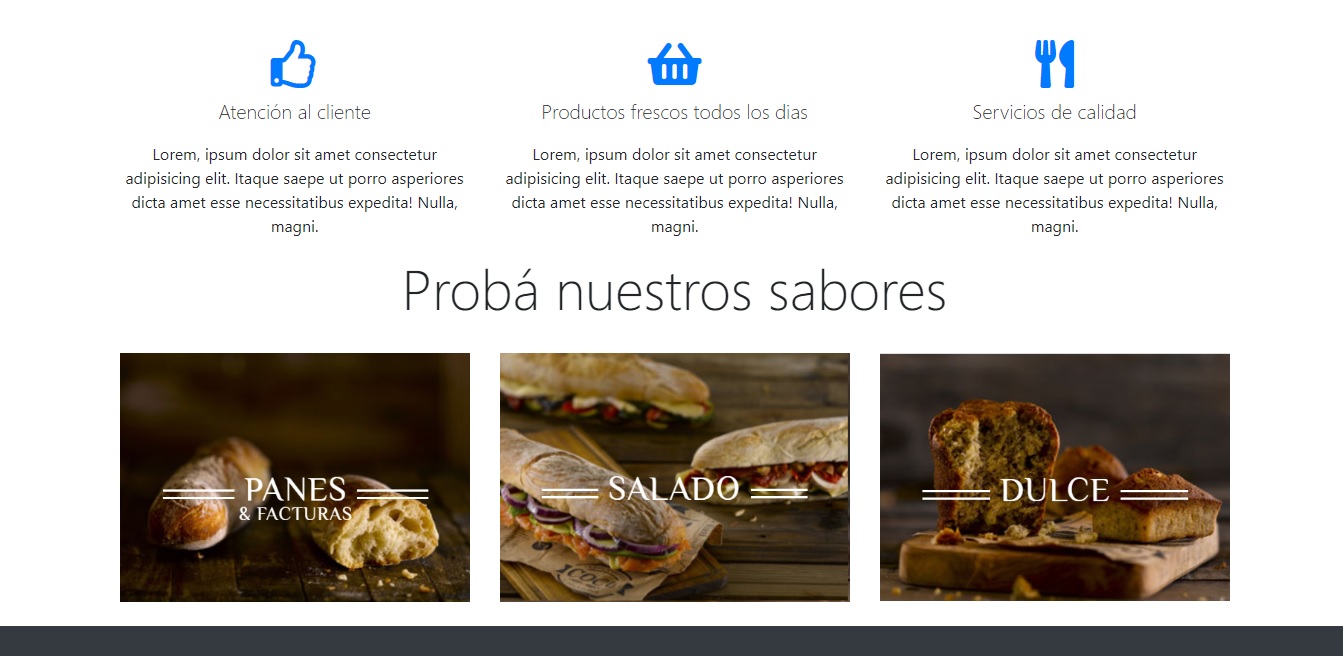 Atención al cliente
Lorem, ipsum dolor sit amet consectetur
adipisicing elit. Itaque saepe ut porro asperiores
dicta amet esse necessitatibus expedita! Nulla,
magni.
Productos frescos todos los dias
Lorem, ipsum dolor sit amet consectetur
adipisicing elit. Itaque saepe ut porro asperiores
dicta amet esse necessitatibus expedita! Nulla,
magni.
Servicios de calidad
Lorem, ipsum dolor sit amet consectetur
adipisicing elit. Itaque saepe ut porro asperiores
dicta amet esse necessitatibus expedita! Nulla,
magni.
Probá nuestros sabores
PANES
& FACTURAS
SALADO
DULCE